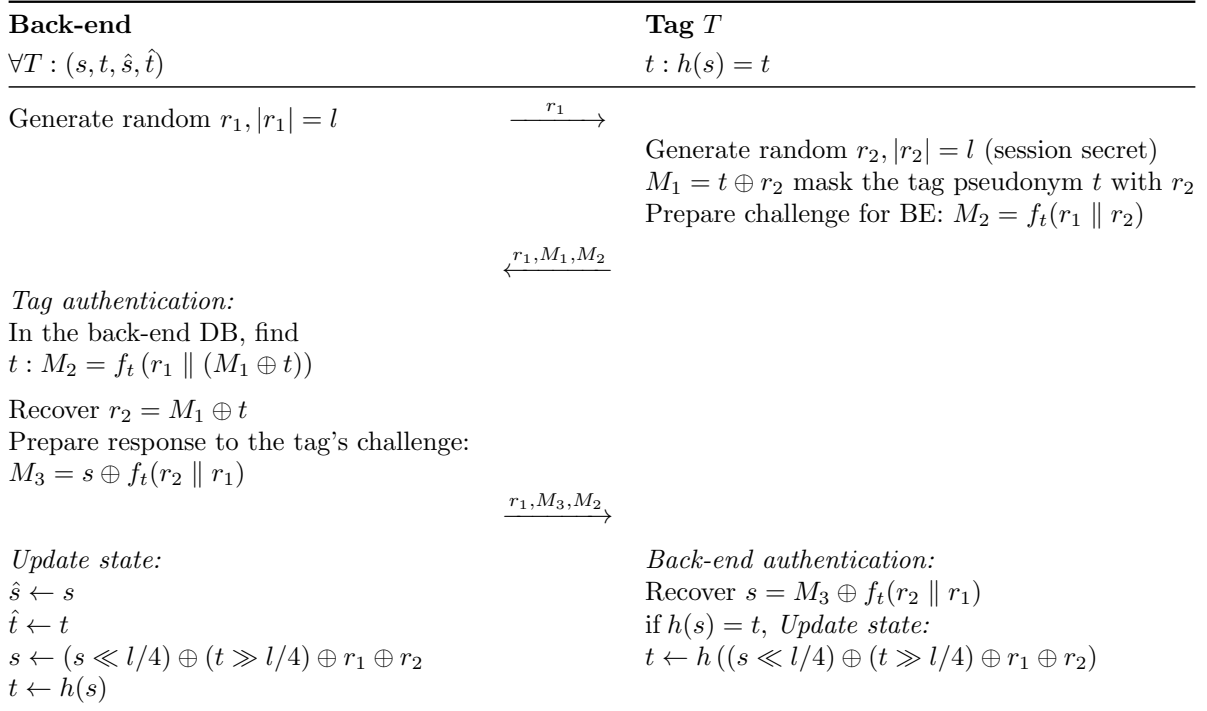 Back-end Tag T
∀T : (s, t, ŝ, t̂) t : h(s) = t
Generate random r₁, |r₁| = l r₁
Generate random r₂, |r₂| = l (session secret)
M₁ = t ⊕ r₂ mask the tag pseudonym t with r₂
Prepare challenge for BE: M₂ = fₜ(r₁ ∥ r₂)
r₁,M₁,M₂
Tag authentication:
In the back-end DB, find
t : M₂ = fₜ (r₁ ∥ (M₁ ⊕ t))
Recover r₂ = M₁ ⊕ t
Prepare response to the tag's challenge:
M₃ = s ⊕ fₜ(r₂ ∥ r₁)
r₁,M₃,M₂
Update state: Back-end authentication:
ŝ ← s Recover s = M₃ ⊕ fₜ(r₂ ∥ r₁)
t̂ ← t if h(s) = t, Update state:
s ← (s ≪ l/4) ⊕ (t ≫ l/4) ⊕ r₁ ⊕ r₂ t ← h ((s ≪ l/4) ⊕ (t ≫ l/4) ⊕ r₁ ⊕ r₂)
t ← h(s)